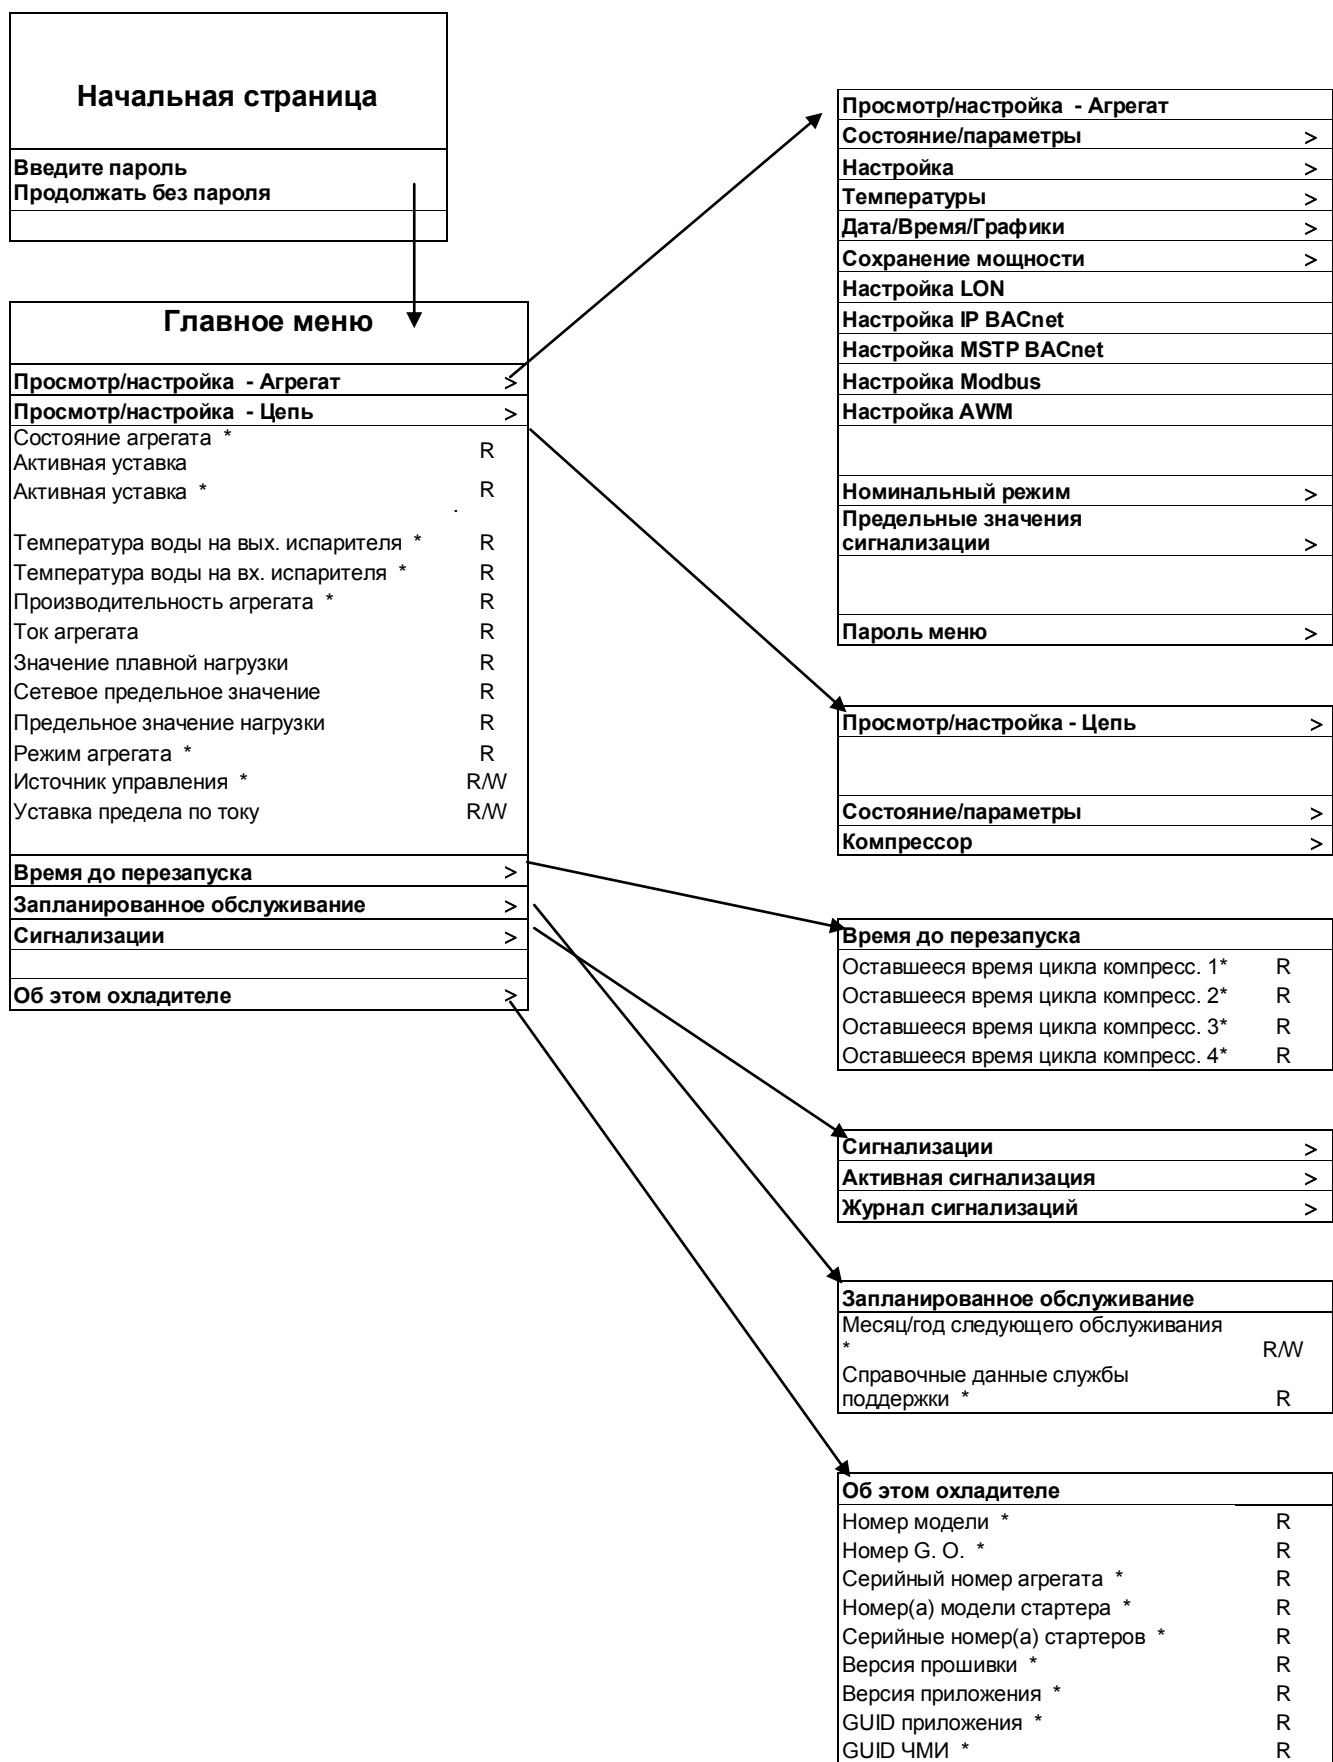 Начальная страница
Введите пароль
Продолжать без пароля
Главное меню
Просмотр/настройка - Агрегат >
Просмотр/настройка - Цепь >
Состояние агрегата *
Активная уставка R
Активная уставка * R
.
Температура воды на вых. испарителя * R
Температура воды на вх. испарителя * R
Производительность агрегата * R
Ток агрегата R
Значение плавной нагрузки R
Сетевое предельное значение R
Предельное значение нагрузки R
Режим агрегата * R
Источник управления * R/W
Уставка предела по току R/W
Время до перезапуска >
Запланированное обслуживание >
Сигнализации >
Об этом охладителе >
Просмотр/настройка - Агрегат
Состояние/параметры >
Настройка >
Температуры >
Дата/Время/Графики >
Сохранение мощности >
Настройка LON
Настройка IP BACnet
Настройка MSTP BACnet
Настройка Modbus
Настройка AWM
Номинальный режим >
Предельные значения
сигнализации >
Пароль меню >
Просмотр/настройка - Цепь >
Состояние/параметры >
Компрессор >
Время до перезапуска
Оставшееся время цикла компресс. 1* R
Оставшееся время цикла компресс. 2* R
Оставшееся время цикла компресс. 3* R
Оставшееся время цикла компресс. 4* R
Сигнализации >
Активная сигнализация >
Журнал сигнализаций >
Запланированное обслуживание
Месяц/год следующего обслуживания
* R/W
Справочные данные службы
поддержки * R
Об этом охладителе
Номер модели * R
Номер G. O. * R
Серийный номер агрегата * R
Номер(а) модели стартера * R
Серийные номер(а) стартеров * R
Версия прошивки * R
Версия приложения * R
GUID приложения * R
GUID ЧМИ * R